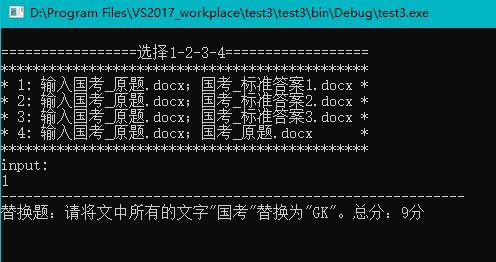 D:\Program Files\VS2017_workplace\test3\test3\bin\Debug\test3.exe
=================选择1-2-3-4==================
***********************************************
* 1: 输入国考_原题.docx; 国考_标准答案1.docx *
* 2: 输入国考_原题.docx; 国考_标准答案2.docx *
* 3: 输入国考_原题.docx; 国考_标准答案3.docx *
* 4: 输入国考_原题.docx; 国考_原题.docx      *
***********************************************
input:
1
-----------------------------------------------------------
替换题: 请将文中所有的文字"国考"替换为"GK"。总分: 9分